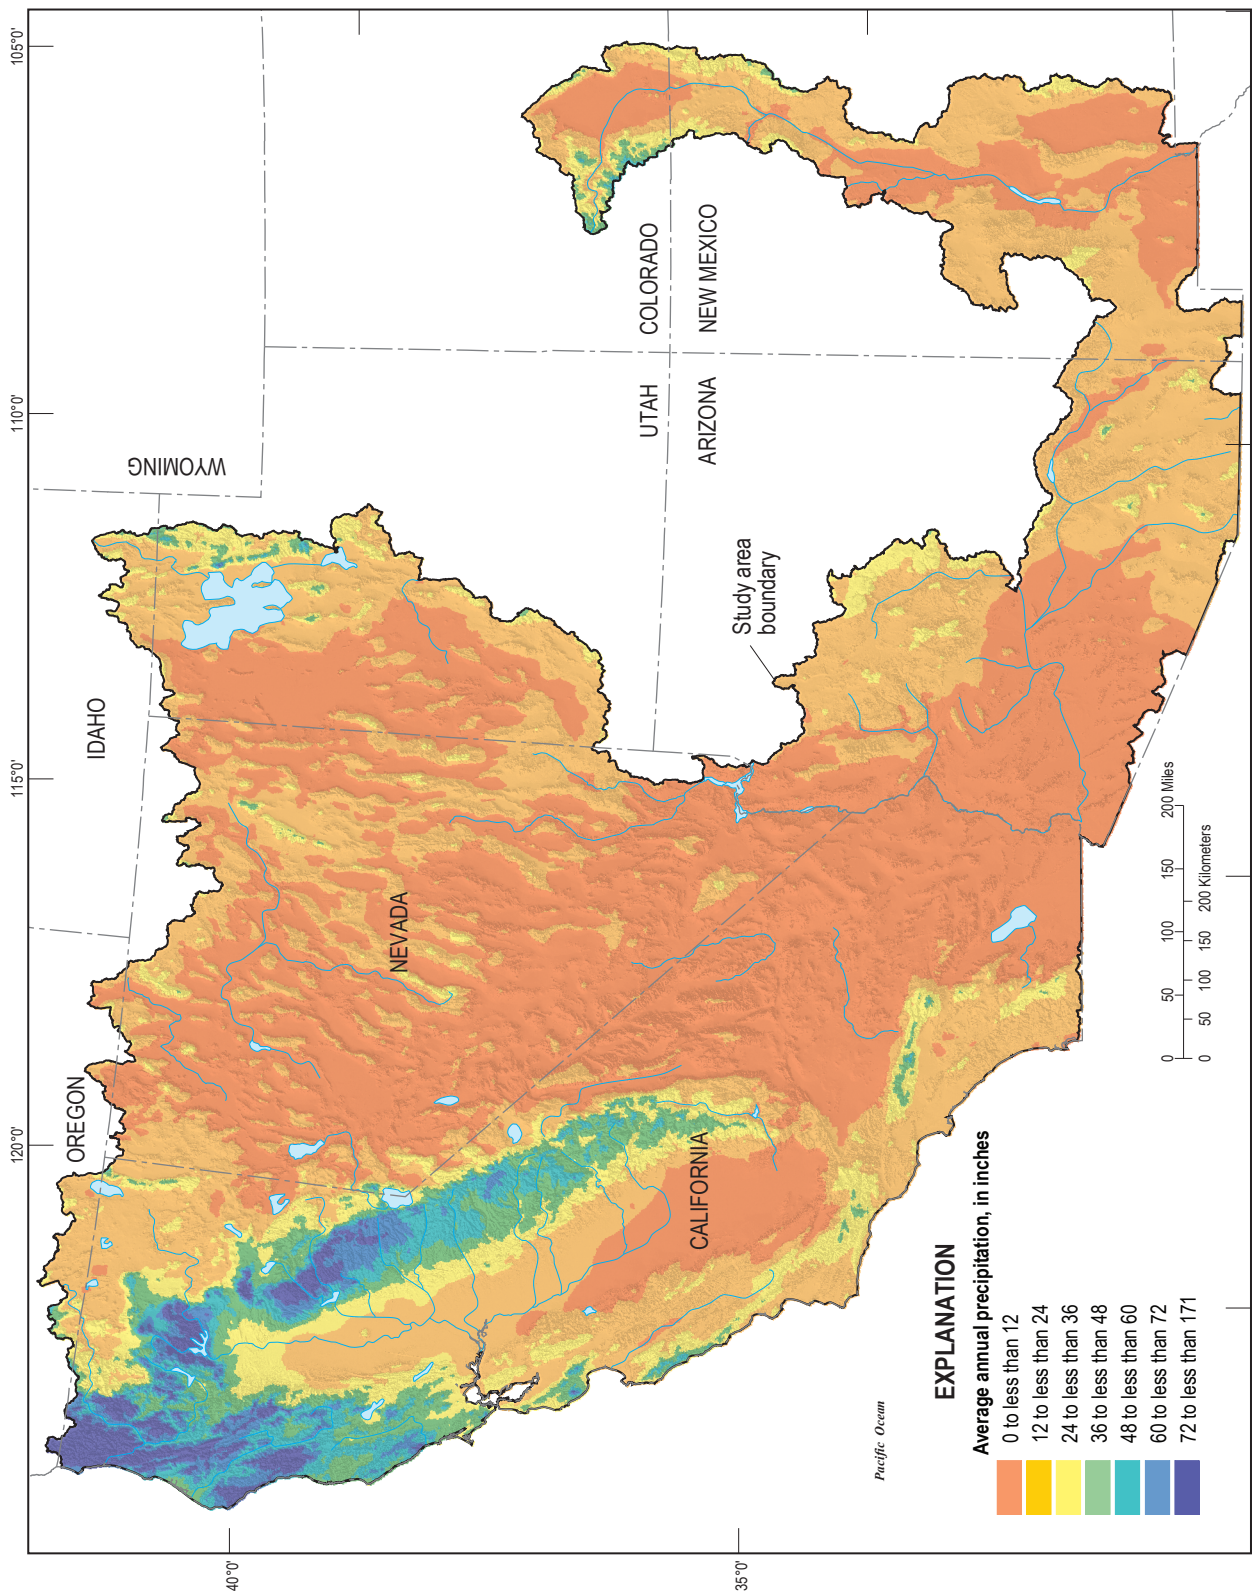 120°0'
115°0'
110°0'
105°0'
40°0'
35°0'
OREGON
IDAHO
WYOMING
NEVADA
UTAH
COLORADO
CALIFORNIA
ARIZONA
NEW MEXICO
Study area
boundary
Pacific Ocean
0 50 100 150 200 Miles
0 50 100 150 200 Kilometers
EXPLANATION
Average annual precipitation, in inches
0 to less than 12
12 to less than 24
24 to less than 36
36 to less than 48
48 to less than 60
60 to less than 72
72 to less than 171